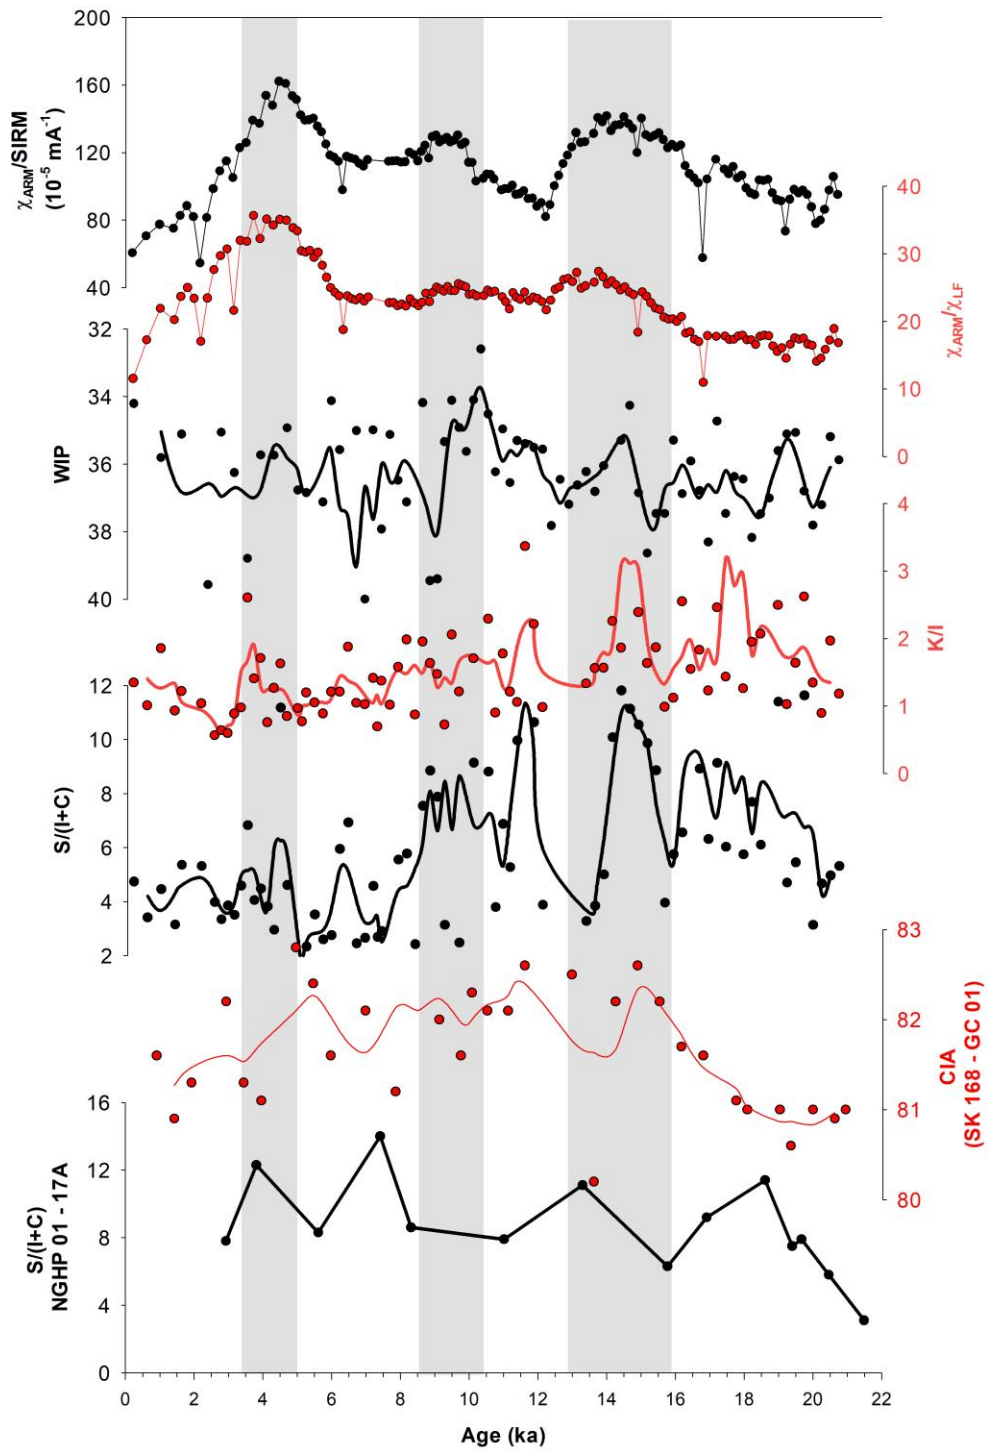 200
160
120
80
40
χARM/SIRM
(10-5 mA-1)
40
30
20
10
0
χARM/χLF
32
34
36
38
40
WIP
4
3
2
1
0
K/I
12
10
8
6
4
2
S/(I+C)
83
82
81
80
CIA
(SK 168 - GC 01)
16
12
8
4
0
S/(I+C)
NGHP 01 - 17A
0 2 4 6 8 10 12 14 16 18 20 22
Age (ka)